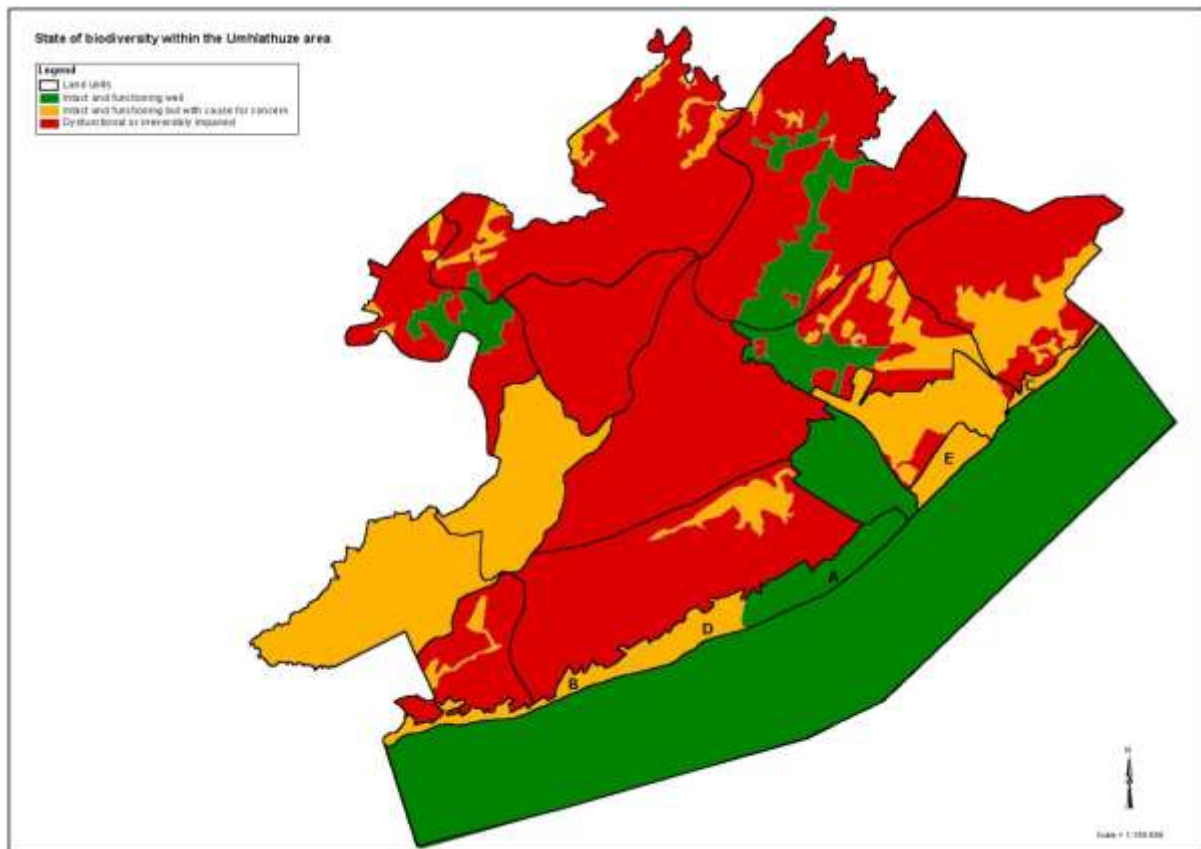 State of biodiversity within the Umhlathuze area
Legend
Land units
Intact and functioning well
Intact and functioning but with cause for concern
Dysfunctional or irreversibly impaired
C
E
A
D
B
N